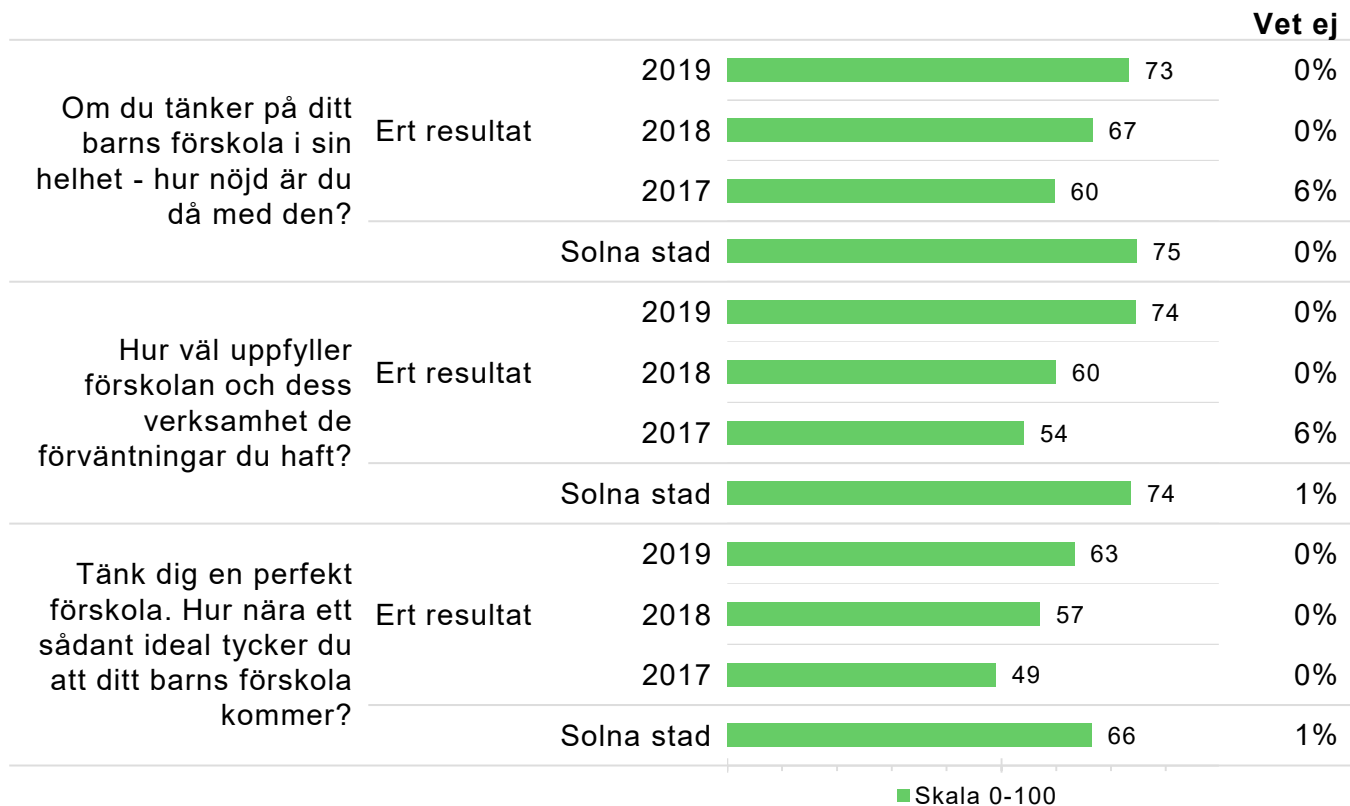 Vet ej
Om du tänker på ditt
barns förskola i sin
helhet - hur nöjd är du
då med den?
Ert resultat
2019 73 0%
2018 67 0%
2017 60 6%
Solna stad 75 0%
Hur väl uppfyller
förskolan och dess
verksamhet de
förväntningar du haft?
Ert resultat
2019 74 0%
2018 60 0%
2017 54 6%
Solna stad 74 1%
Tänk dig en perfekt
förskola. Hur nära ett
sådant ideal tycker du
att ditt barns förskola
kommer?
Ert resultat
2019 63 0%
2018 57 0%
2017 49 0%
Solna stad 66 1%
Skala 0-100